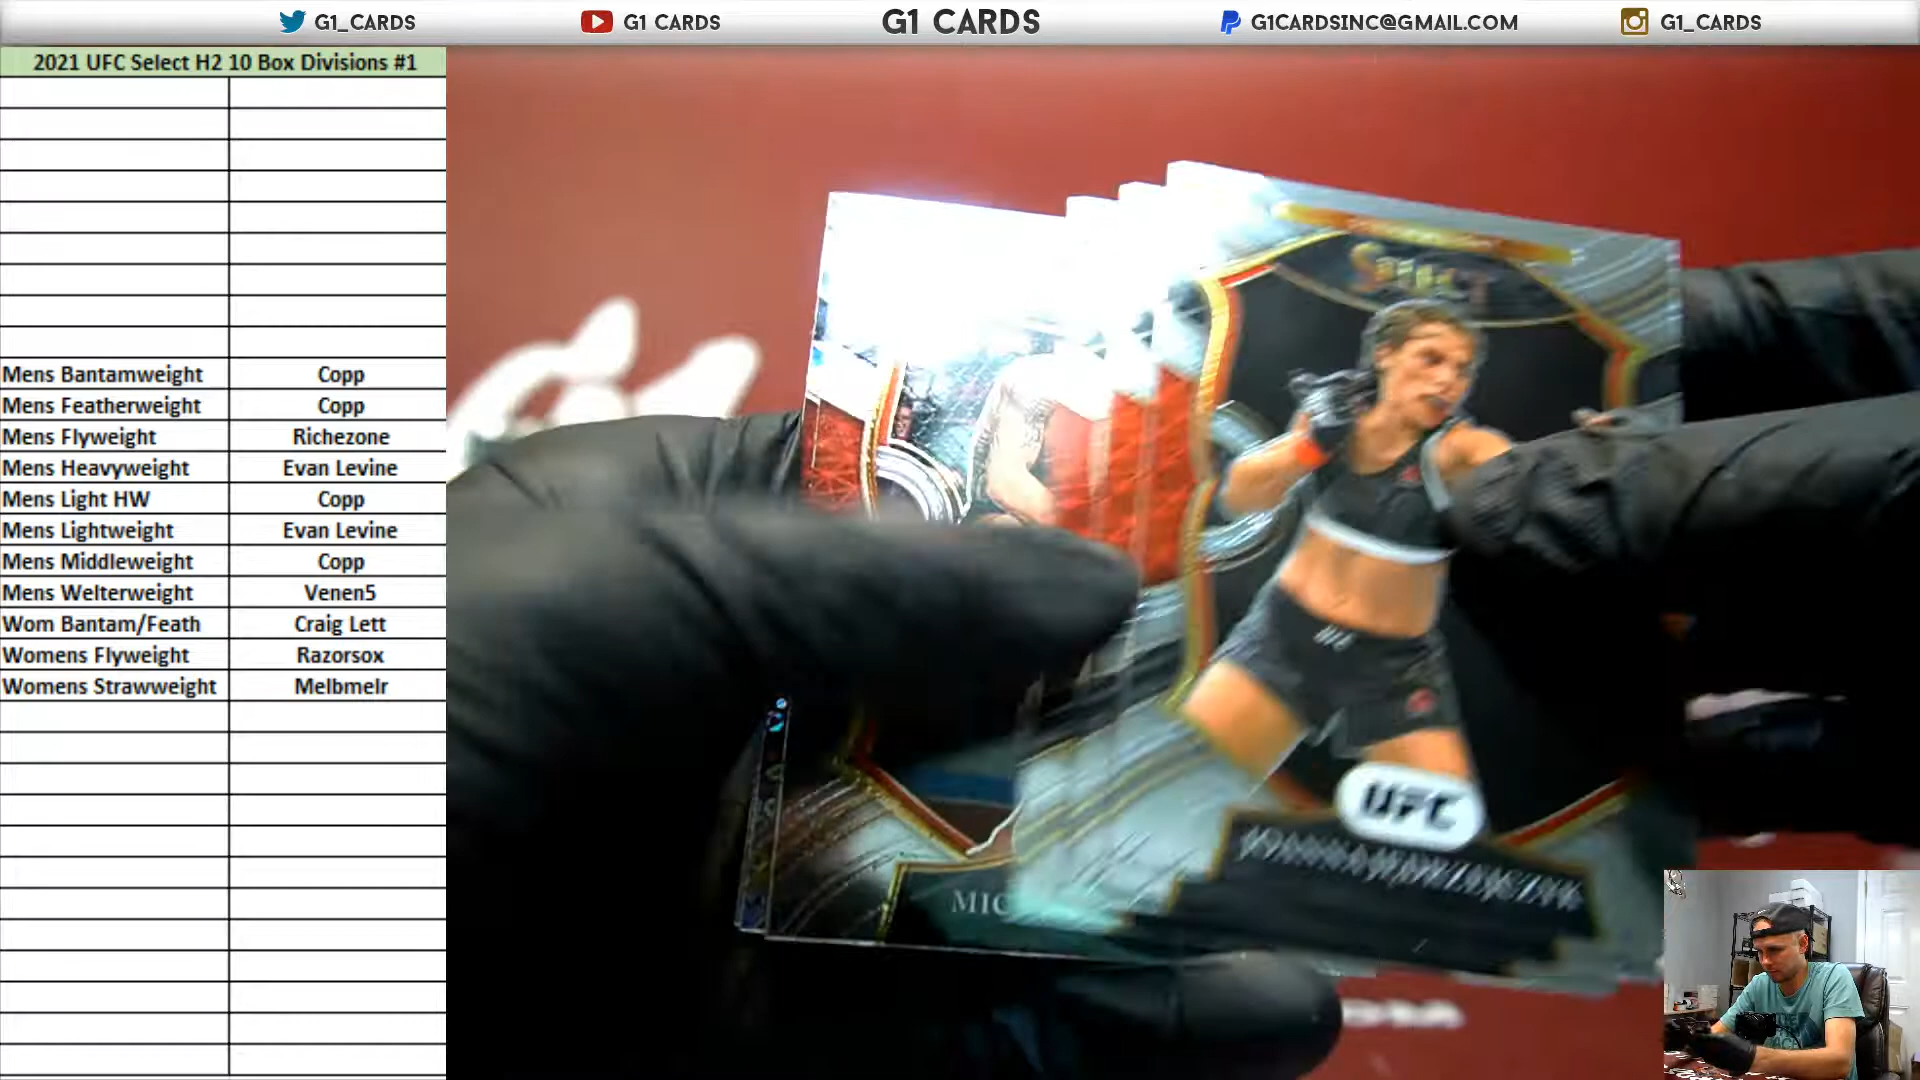 G1_CARDS
G1 CARDS
G1 CARDS
G1CARDSINC@GMAIL.COM
G1_CARDS
2021 UFC Select H2 10 Box Divisions #1
Mens Bantamweight Copp
Mens Featherweight Copp
Mens Flyweight Richezone
Mens Heavyweight Evan Levine
Mens Light HW Copp
Mens Lightweight Evan Levine
Mens Middleweight Copp
Mens Welterweight Venen5
Wom Bantam/Feath Craig Lett
Womens Flyweight Razorsox
Womens Strawweight Melbmelr
SELECT
UFC
MIC